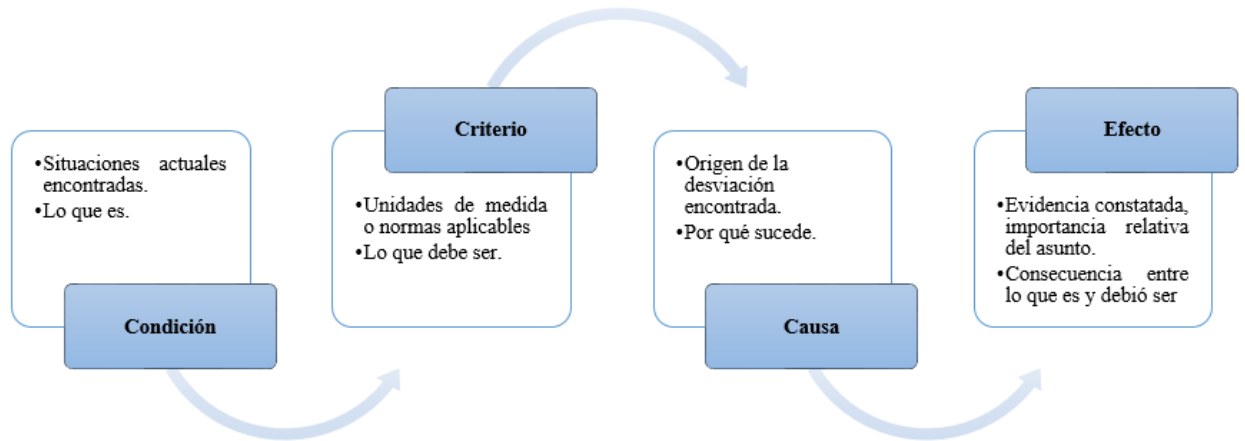 •Situaciones actuales
encontradas.
•Lo que es.
Condición
Criterio
•Unidades de medida
o normas aplicables
•Lo que debe ser.
•Origen de la
desviación
encontrada.
•Por qué sucede.
Causa
Efecto
•Evidencia constatada,
importancia relativa
del asunto.
•Consecuencia entre
lo que es y debió ser